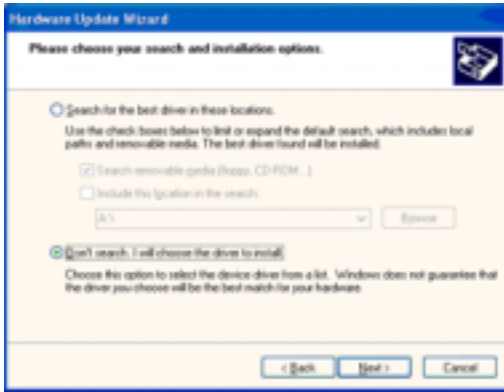 Hardware Update Wizard
Please choose your search and installation options.
Search for the best driver in these locations.
Use the check boxes below to limit or expand the default search, which includes local
paths and removable media. The best driver found will be installed.
Search removable media (floppy, CD-ROM...)
Include this location in the search:
A:\
Browse
Don't search. I will choose the driver to install.
Choose this option to select the device driver from a list. Windows does not guarantee that
the driver you choose will be the best match for your hardware.
< Back
Next >
Cancel